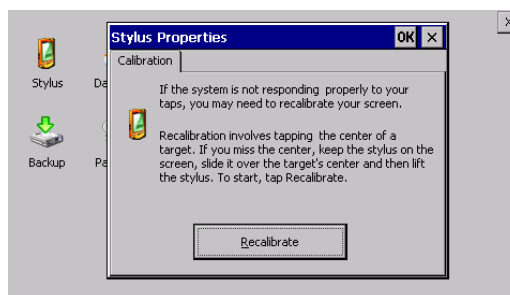 Stylus Properties OK ×
Calibration
If the system is not responding properly to your
taps, you may need to recalibrate your screen.
Recalibration involves tapping the center of a
target. If you miss the center, keep the stylus on the
screen, slide it over the target's center and then lift
the stylus. To start, tap Recalibrate.
Recalibrate
Stylus
Da
Backup
Pa